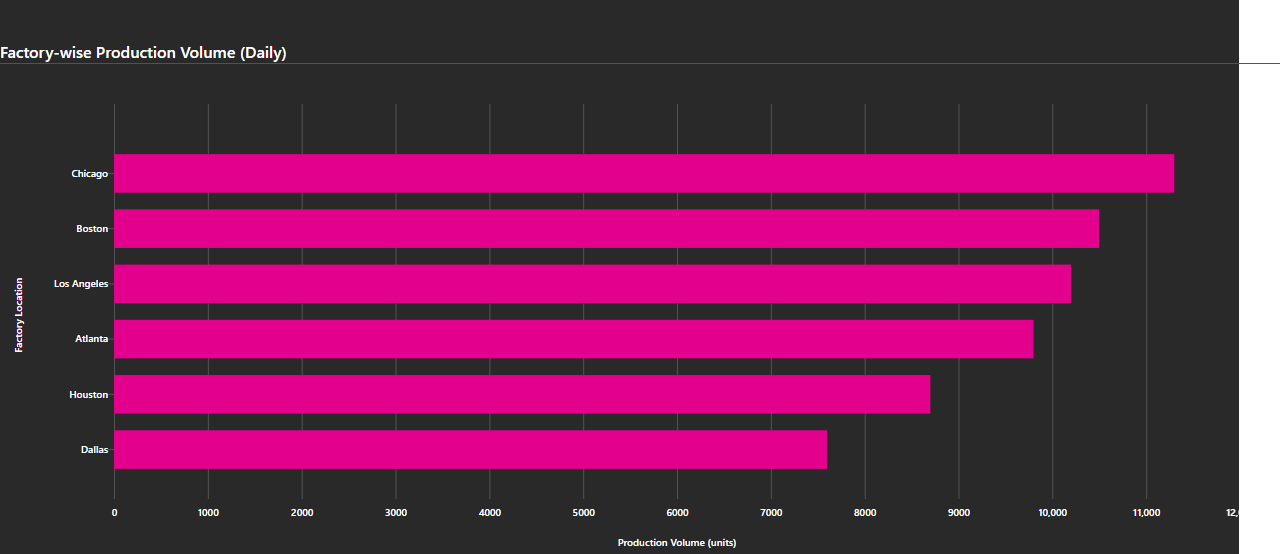 Factory-wise Production Volume (Daily)
Chicago
Boston
Los Angeles
Atlanta
Houston
Dallas
Factory Location
0 1000 2000 3000 4000 5000 6000 7000 8000 9000 10,000 11,000
Production Volume (units)